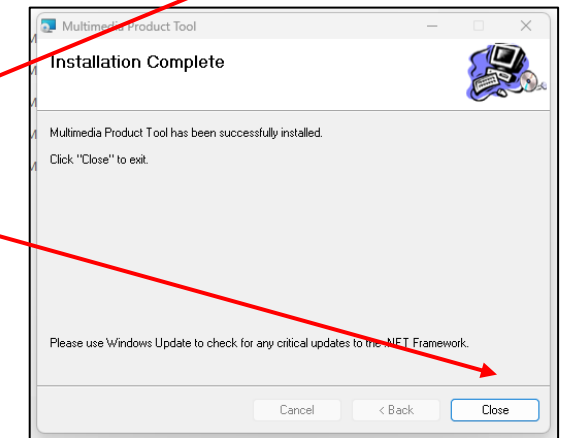 Multimedia Product Tool
Installation Complete
Multimedia Product Tool has been successfully installed.
Click "Close" to exit.
Please use Windows Update to check for any critical updates to the .NET Framework.
Cancel
< Back
Close